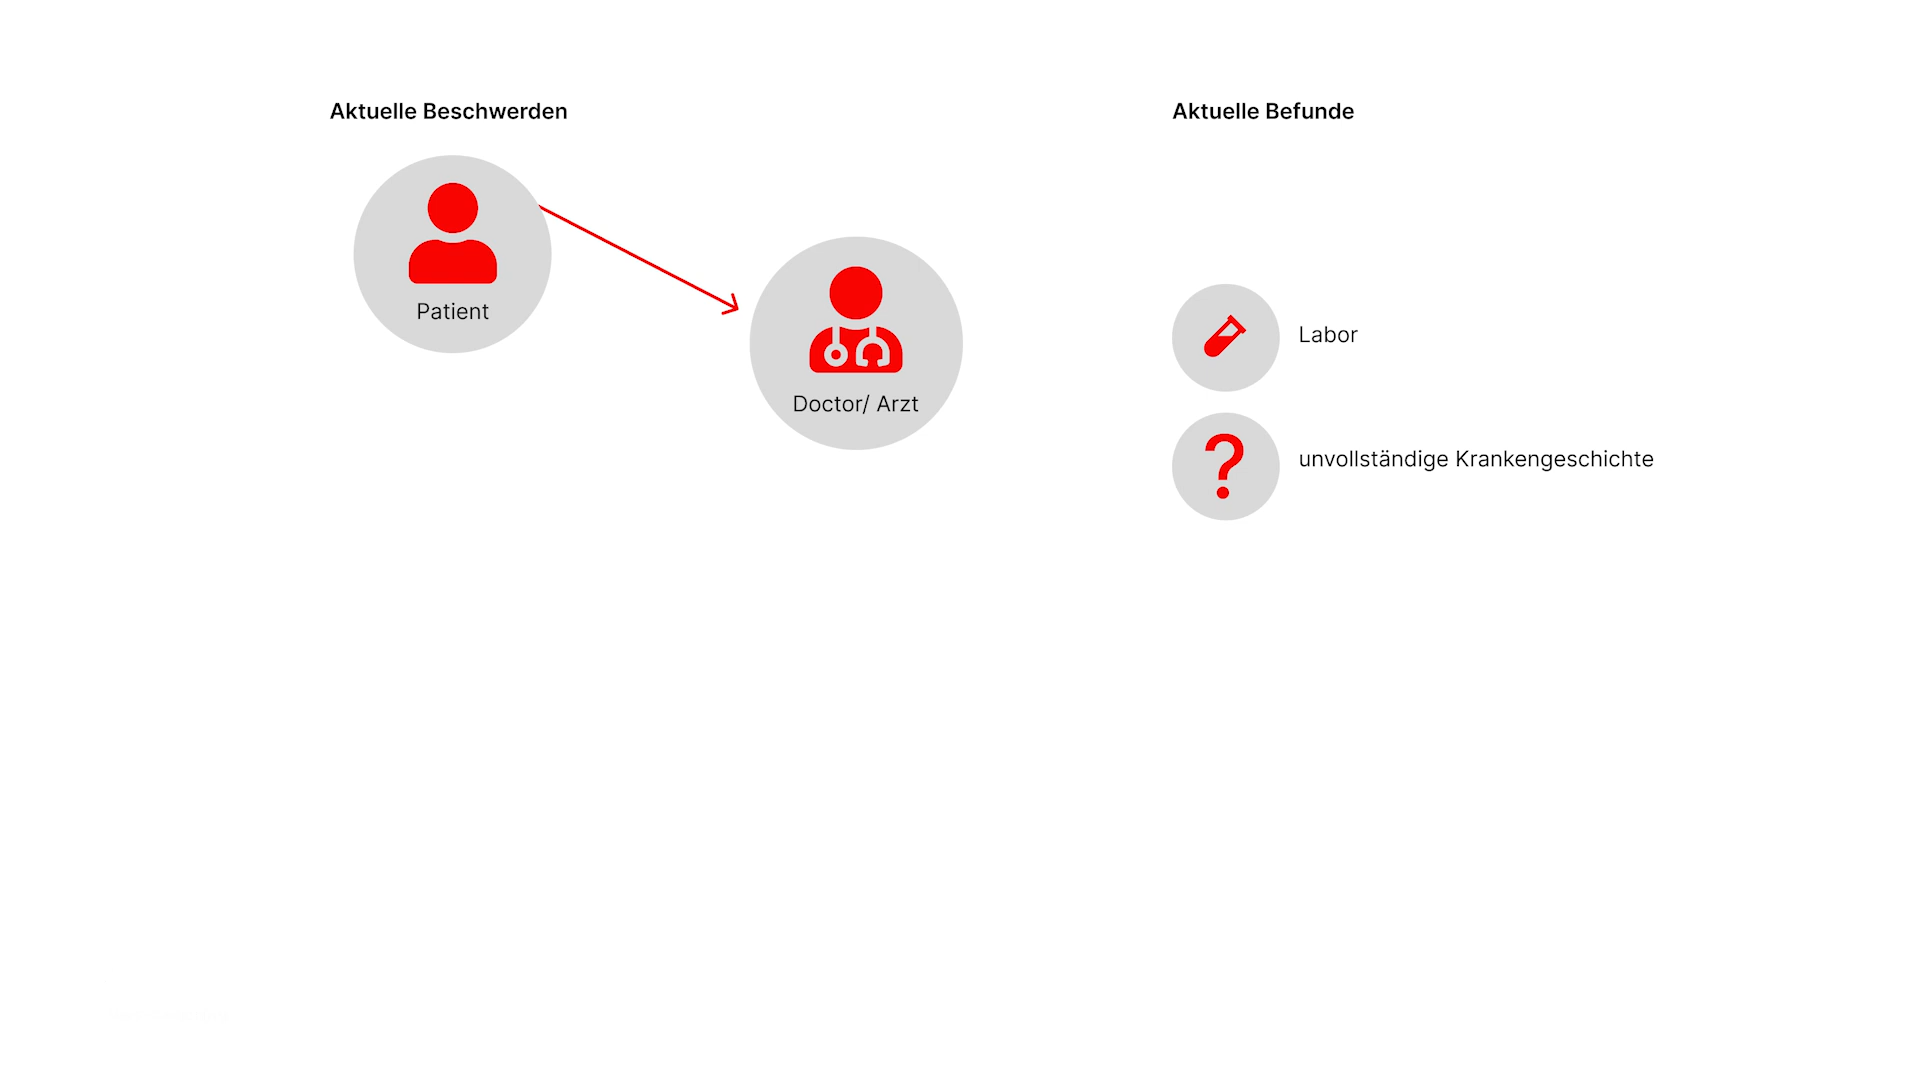 Aktuelle Beschwerden
Aktuelle Befunde
Patient
Doctor/ Arzt
Labor
unvollständige Krankengeschichte